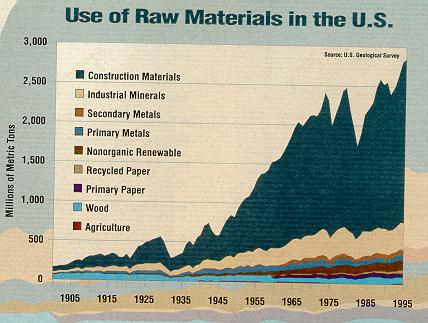 Use of Raw Materials in the U.S.
Source: U.S. Geological Survey
Millions of Metric Tons
3,000
2,500
2,000
1,500
1,000
500
0
Construction Materials
Industrial Minerals
Secondary Metals
Primary Metals
Nonorganic Renewable
Recycled Paper
Primary Paper
Wood
Agriculture
1905 1915 1925 1935 1945 1955 1965 1975 1985 1995